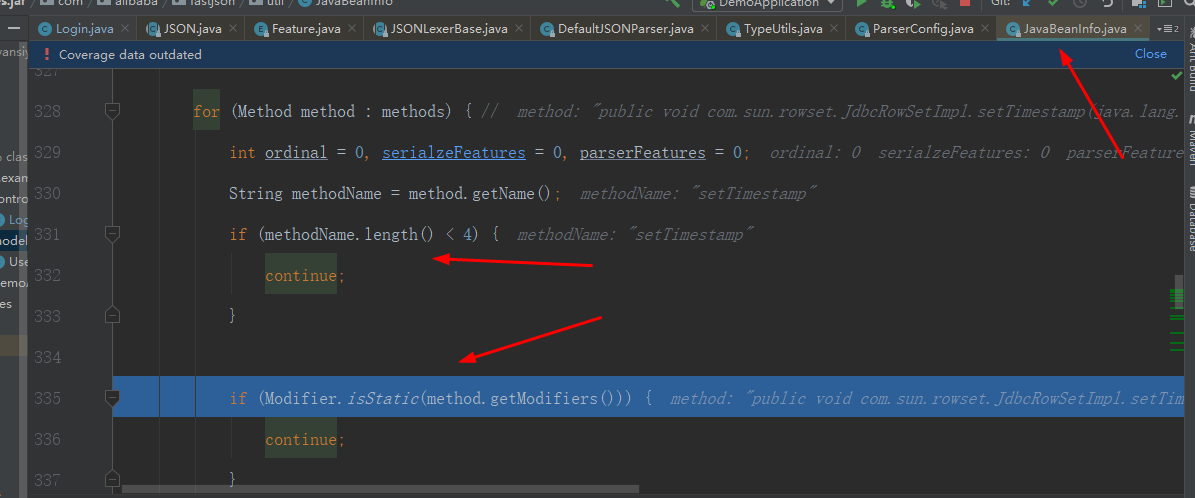 s.jar com alibaba fastjson util JavaBeanInfo DemoApplication Git:
Login.java JSON.java Feature.java JSONLexerBase.java DefaultJSONParser.java TypeUtils.java ParserConfig.java JavaBeanInfo.java
Coverage data outdated Close
327
328 for (Method method : methods) { // method: "public void com.sun.rowset.JdbcRowSetImpl.setTimestamp(java.lang.
329 int ordinal = 0, serialzeFeatures = 0, parserFeatures = 0; ordinal: 0 serialzeFeatures: 0 parserFeature
330 String methodName = method.getName(); methodName: "setTimestamp"
331 if (methodName.length() < 4) { methodName: "setTimestamp"
332 continue;
333 }
334
335 if (Modifier.isStatic(method.getModifiers())) { method: "public void com.sun.rowset.JdbcRowSetImpl.setTim
336 continue;
337 }
vansiy
clas
.exam
ontro
Log
model
Use
emoA
es
Ant Build
Maven
Database